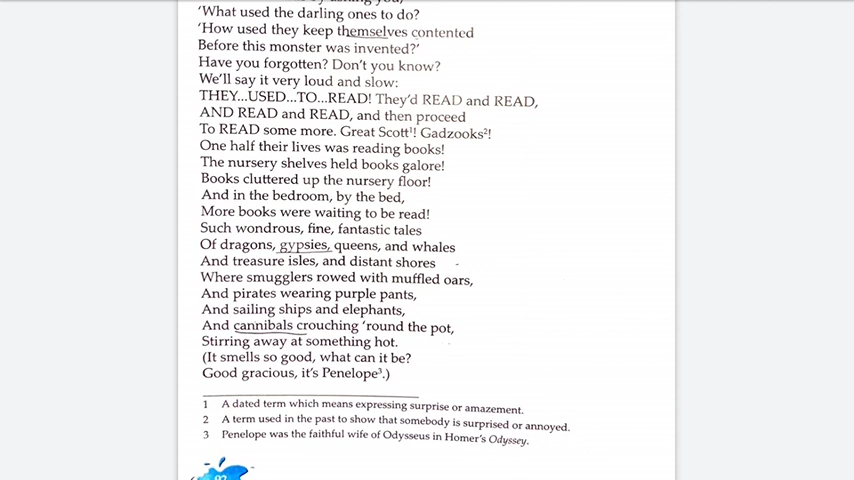 ‘What used the darling ones to do?
‘How used they keep themselves contented
Before this monster was invented?’
Have you forgotten? Don’t you know?
We’ll say it very loud and slow:
THEY...USED...TO...READ! They’d READ and READ,
AND READ and READ, and then proceed
To READ some more. Great Scott¹! Gadzooks²!
One half their lives was reading books!
The nursery shelves held books galore!
Books cluttered up the nursery floor!
And in the bedroom, by the bed,
More books were waiting to be read!
Such wondrous, fine, fantastic tales
Of dragons, gypsies, queens, and whales
And treasure isles, and distant shores
Where smugglers rowed with muffled oars,
And pirates wearing purple pants,
And sailing ships and elephants,
And cannibals crouching ‘round the pot,
Stirring away at something hot.
(It smells so good, what can it be?
Good gracious, it’s Penelope³.)
1 A dated term which means expressing surprise or amazement.
2 A term used in the past to show that somebody is surprised or annoyed.
3 Penelope was the faithful wife of Odysseus in Homer’s Odyssey.